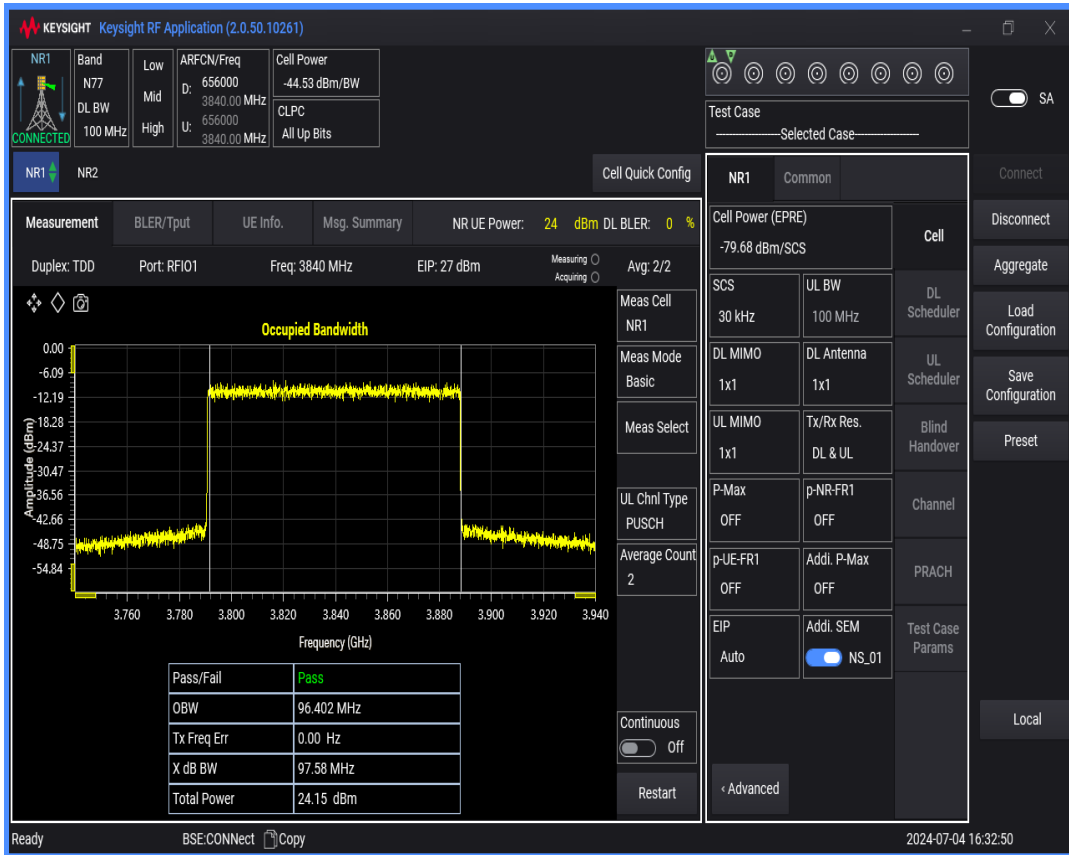 KEYSIGHT Keysight RF Application (2.0.50.10261)
NR1
CONNECTED
Band
N77
DL BW
100 MHz
Low
Mid
High
ARFCN/Freq
D: 656000
3840.00 MHz
U: 656000
3840.00 MHz
Cell Power
-44.53 dBm/BW
CLPC
All Up Bits
Test Case
--------------------Selected Case--------------------
SA
NR1 NR2
Cell Quick Config
Measurement BLER/Tput UE Info. Msg. Summary NR UE Power: 24 dBm DL BLER: 0 %
Duplex: TDD Port: RFIO1 Freq: 3840 MHz EIP: 27 dBm Measuring Avg: 2/2
Acquiring
Occupied Bandwidth
Amplitude (dBm)
0.00
-6.09
-12.19
-18.28
-24.37
-30.47
-36.56
-42.66
-48.75
-54.84
3.760 3.780 3.800 3.820 3.840 3.860 3.880 3.900 3.920 3.940
Frequency (GHz)
Pass/Fail Pass
OBW 96.402 MHz
Tx Freq Err 0.00 Hz
X dB BW 97.58 MHz
Total Power 24.15 dBm
Meas Cell
NR1
Meas Mode
Basic
Meas Select
UL Chnl Type
PUSCH
Average Count
2
Continuous
Off
Restart
NR1 Common
Cell Power (EPRE)
-79.68 dBm/SCS
SCS
30 kHz
UL BW
100 MHz
DL MIMO
1x1
DL Antenna
1x1
UL MIMO
1x1
Tx/Rx Res.
DL & UL
P-Max
OFF
p-NR-FR1
OFF
p-UE-FR1
OFF
Addi. P-Max
OFF
EIP
Auto
Addi. SEM
NS_01
‹ Advanced
Cell
DL
Scheduler
UL
Scheduler
Blind
Handover
Channel
PRACH
Test Case
Params
Connect
Disconnect
Aggregate
Load
Configuration
Save
Configuration
Preset
Local
Ready BSE:CONNect Copy 2024-07-04 16:32:50